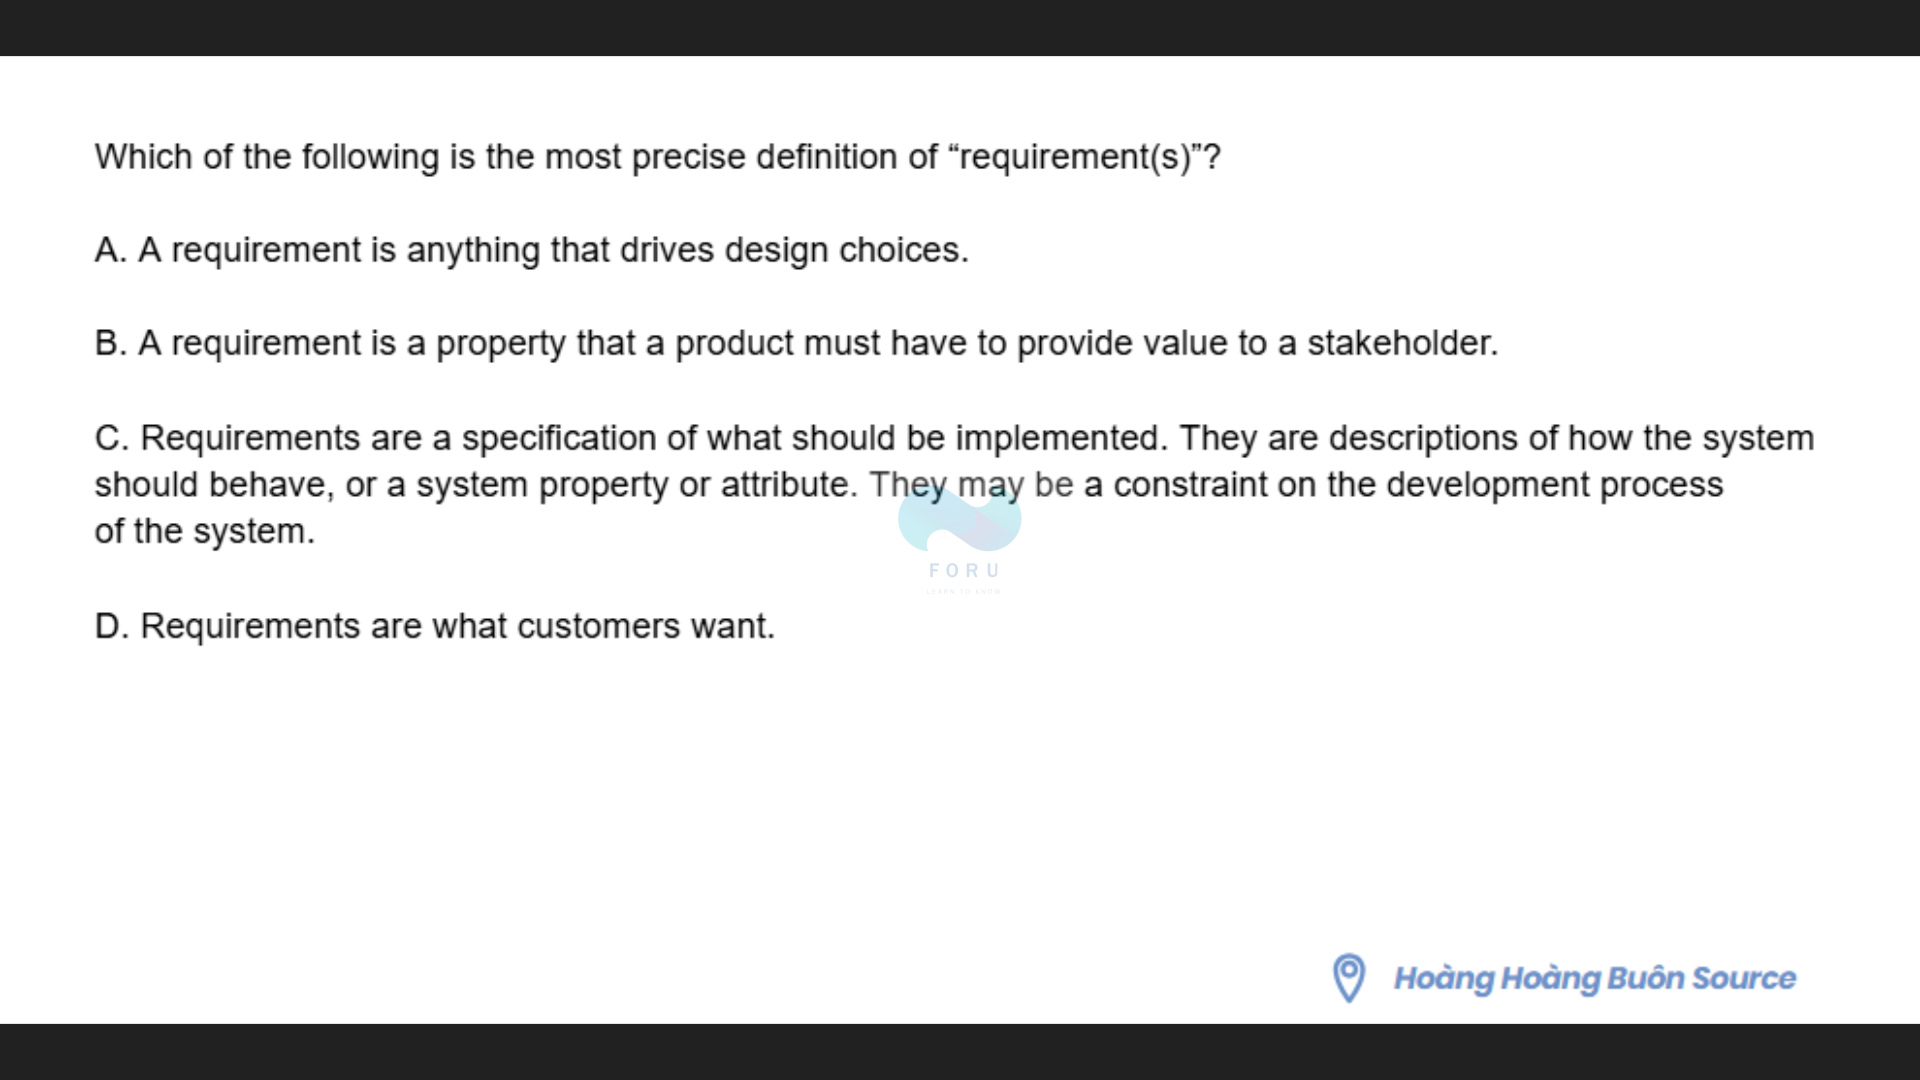 Which of the following is the most precise definition of “requirement(s)”?
A. A requirement is anything that drives design choices.
B. A requirement is a property that a product must have to provide value to a stakeholder.
C. Requirements are a specification of what should be implemented. They are descriptions of how the system
should behave, or a system property or attribute. They may be a constraint on the development process
of the system.
FORU
LEARN TO KNOW
D. Requirements are what customers want.
Hoàng Hoàng Buôn Source